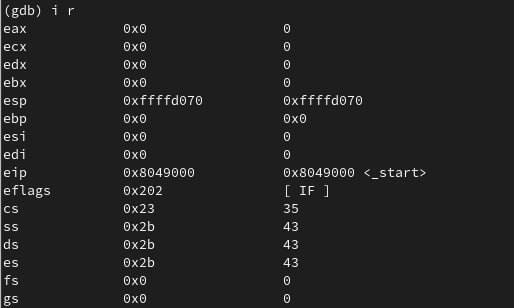 (gdb) i r
eax 0x0 0
ecx 0x0 0
edx 0x0 0
ebx 0x0 0
esp 0xffffd070 0xffffd070
ebp 0x0 0x0
esi 0x0 0
edi 0x0 0
eip 0x8049000 0x8049000 <_start>
eflags 0x202 [ IF ]
cs 0x23 35
ss 0x2b 43
ds 0x2b 43
es 0x2b 43
fs 0x0 0
gs 0x0 0